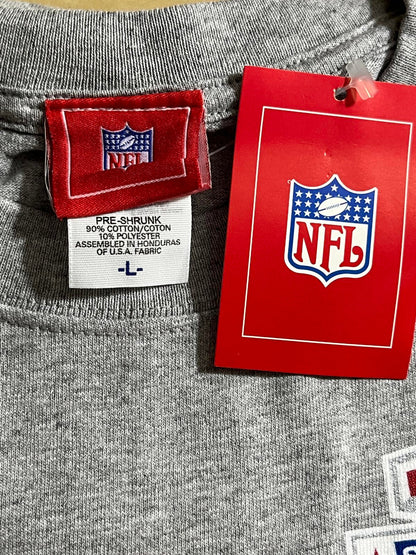 NFL
PRE-SHRUNK
90% COTTON/COTON
10% POLYESTER
ASSEMBLED IN HONDURAS
OF U.S.A. FABRIC
-L-
NFL